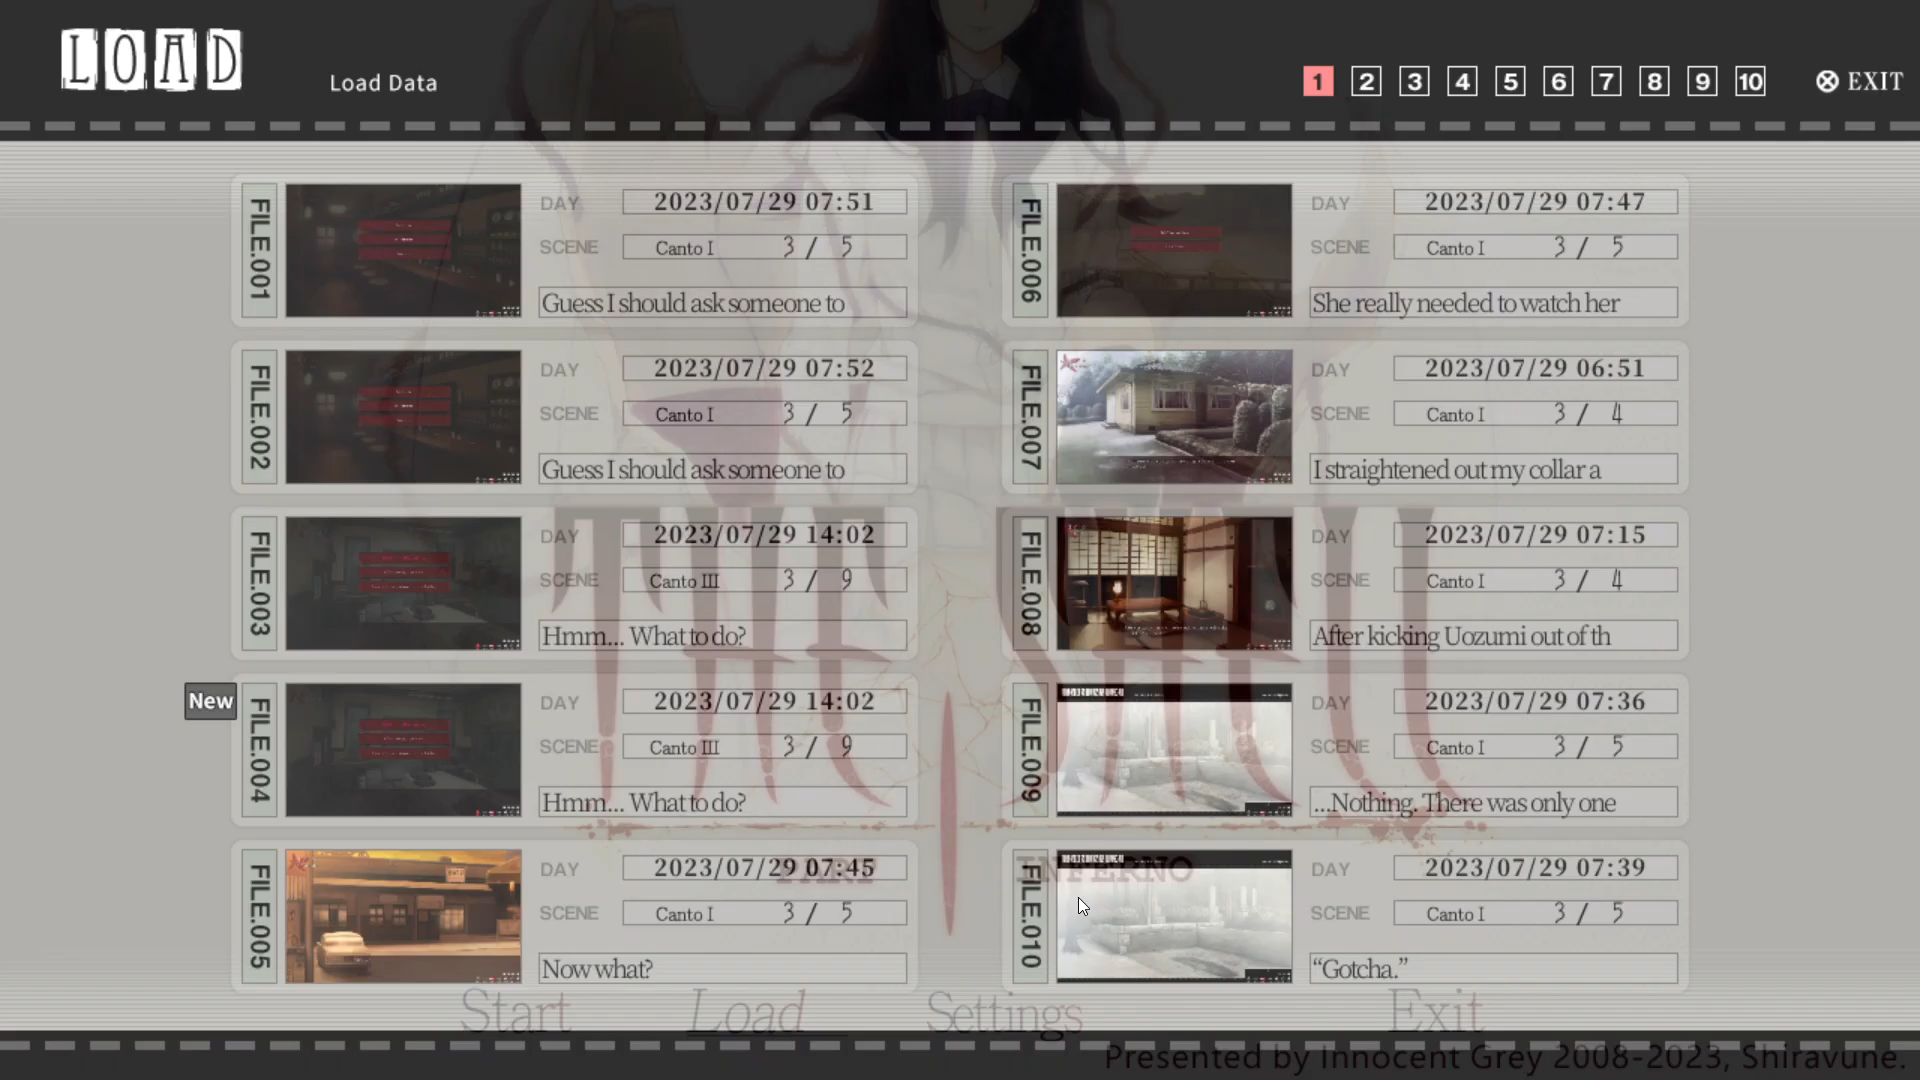 LOAD
Load Data
1 2 3 4 5 6 7 8 9 10
EXIT
FILE.001
DAY 2023/07/29 07:51
SCENE Canto I 3 / 5
Guess I should ask someone to
FILE.002
DAY 2023/07/29 07:52
SCENE Canto I 3 / 5
Guess I should ask someone to
FILE.003
DAY 2023/07/29 14:02
SCENE Canto III 3 / 9
Hmm... What to do?
New
FILE.004
DAY 2023/07/29 14:02
SCENE Canto III 3 / 9
Hmm... What to do?
FILE.005
DAY 2023/07/29 07:45
SCENE Canto I 3 / 5
Now what?
FILE.006
DAY 2023/07/29 07:47
SCENE Canto I 3 / 5
She really needed to watch her
FILE.007
DAY 2023/07/29 06:51
SCENE Canto I 3 / 4
I straightened out my collar a
FILE.008
DAY 2023/07/29 07:15
SCENE Canto I 3 / 4
After kicking Uozumi out of th
FILE.009
DAY 2023/07/29 07:36
SCENE Canto I 3 / 5
...Nothing. There was only one
FILE.010
DAY 2023/07/29 07:39
SCENE Canto I 3 / 5
“Gotcha.”
THE SHELL
PART I INFERNO
Start Load Settings Exit
Presented by Innocent Grey 2008-2023, Shiravune.